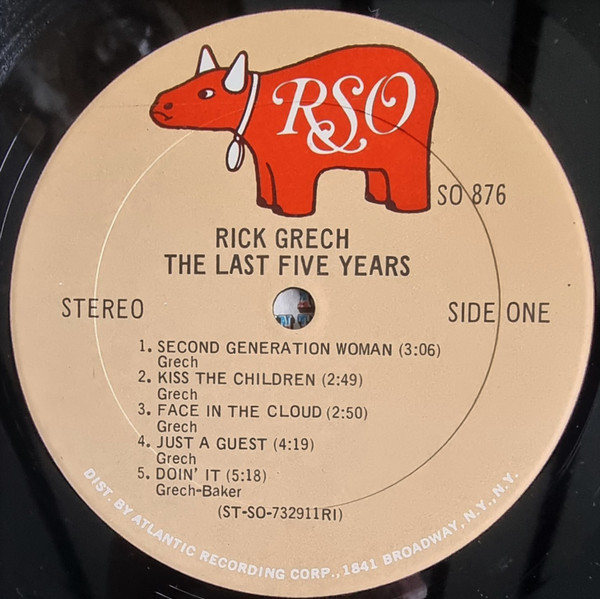 RSO
SO 876
RICK GRECH
THE LAST FIVE YEARS
STEREO
SIDE ONE
1. SECOND GENERATION WOMAN (3:06)
Grech
2. KISS THE CHILDREN (2:49)
Grech
3. FACE IN THE CLOUD (2:50)
Grech
4. JUST A GUEST (4:19)
Grech
5. DOIN' IT (5:18)
Grech-Baker
(ST-SO-732911RI)
DIST. BY ATLANTIC RECORDING CORP., 1841 BROADWAY, N.Y., N.Y.